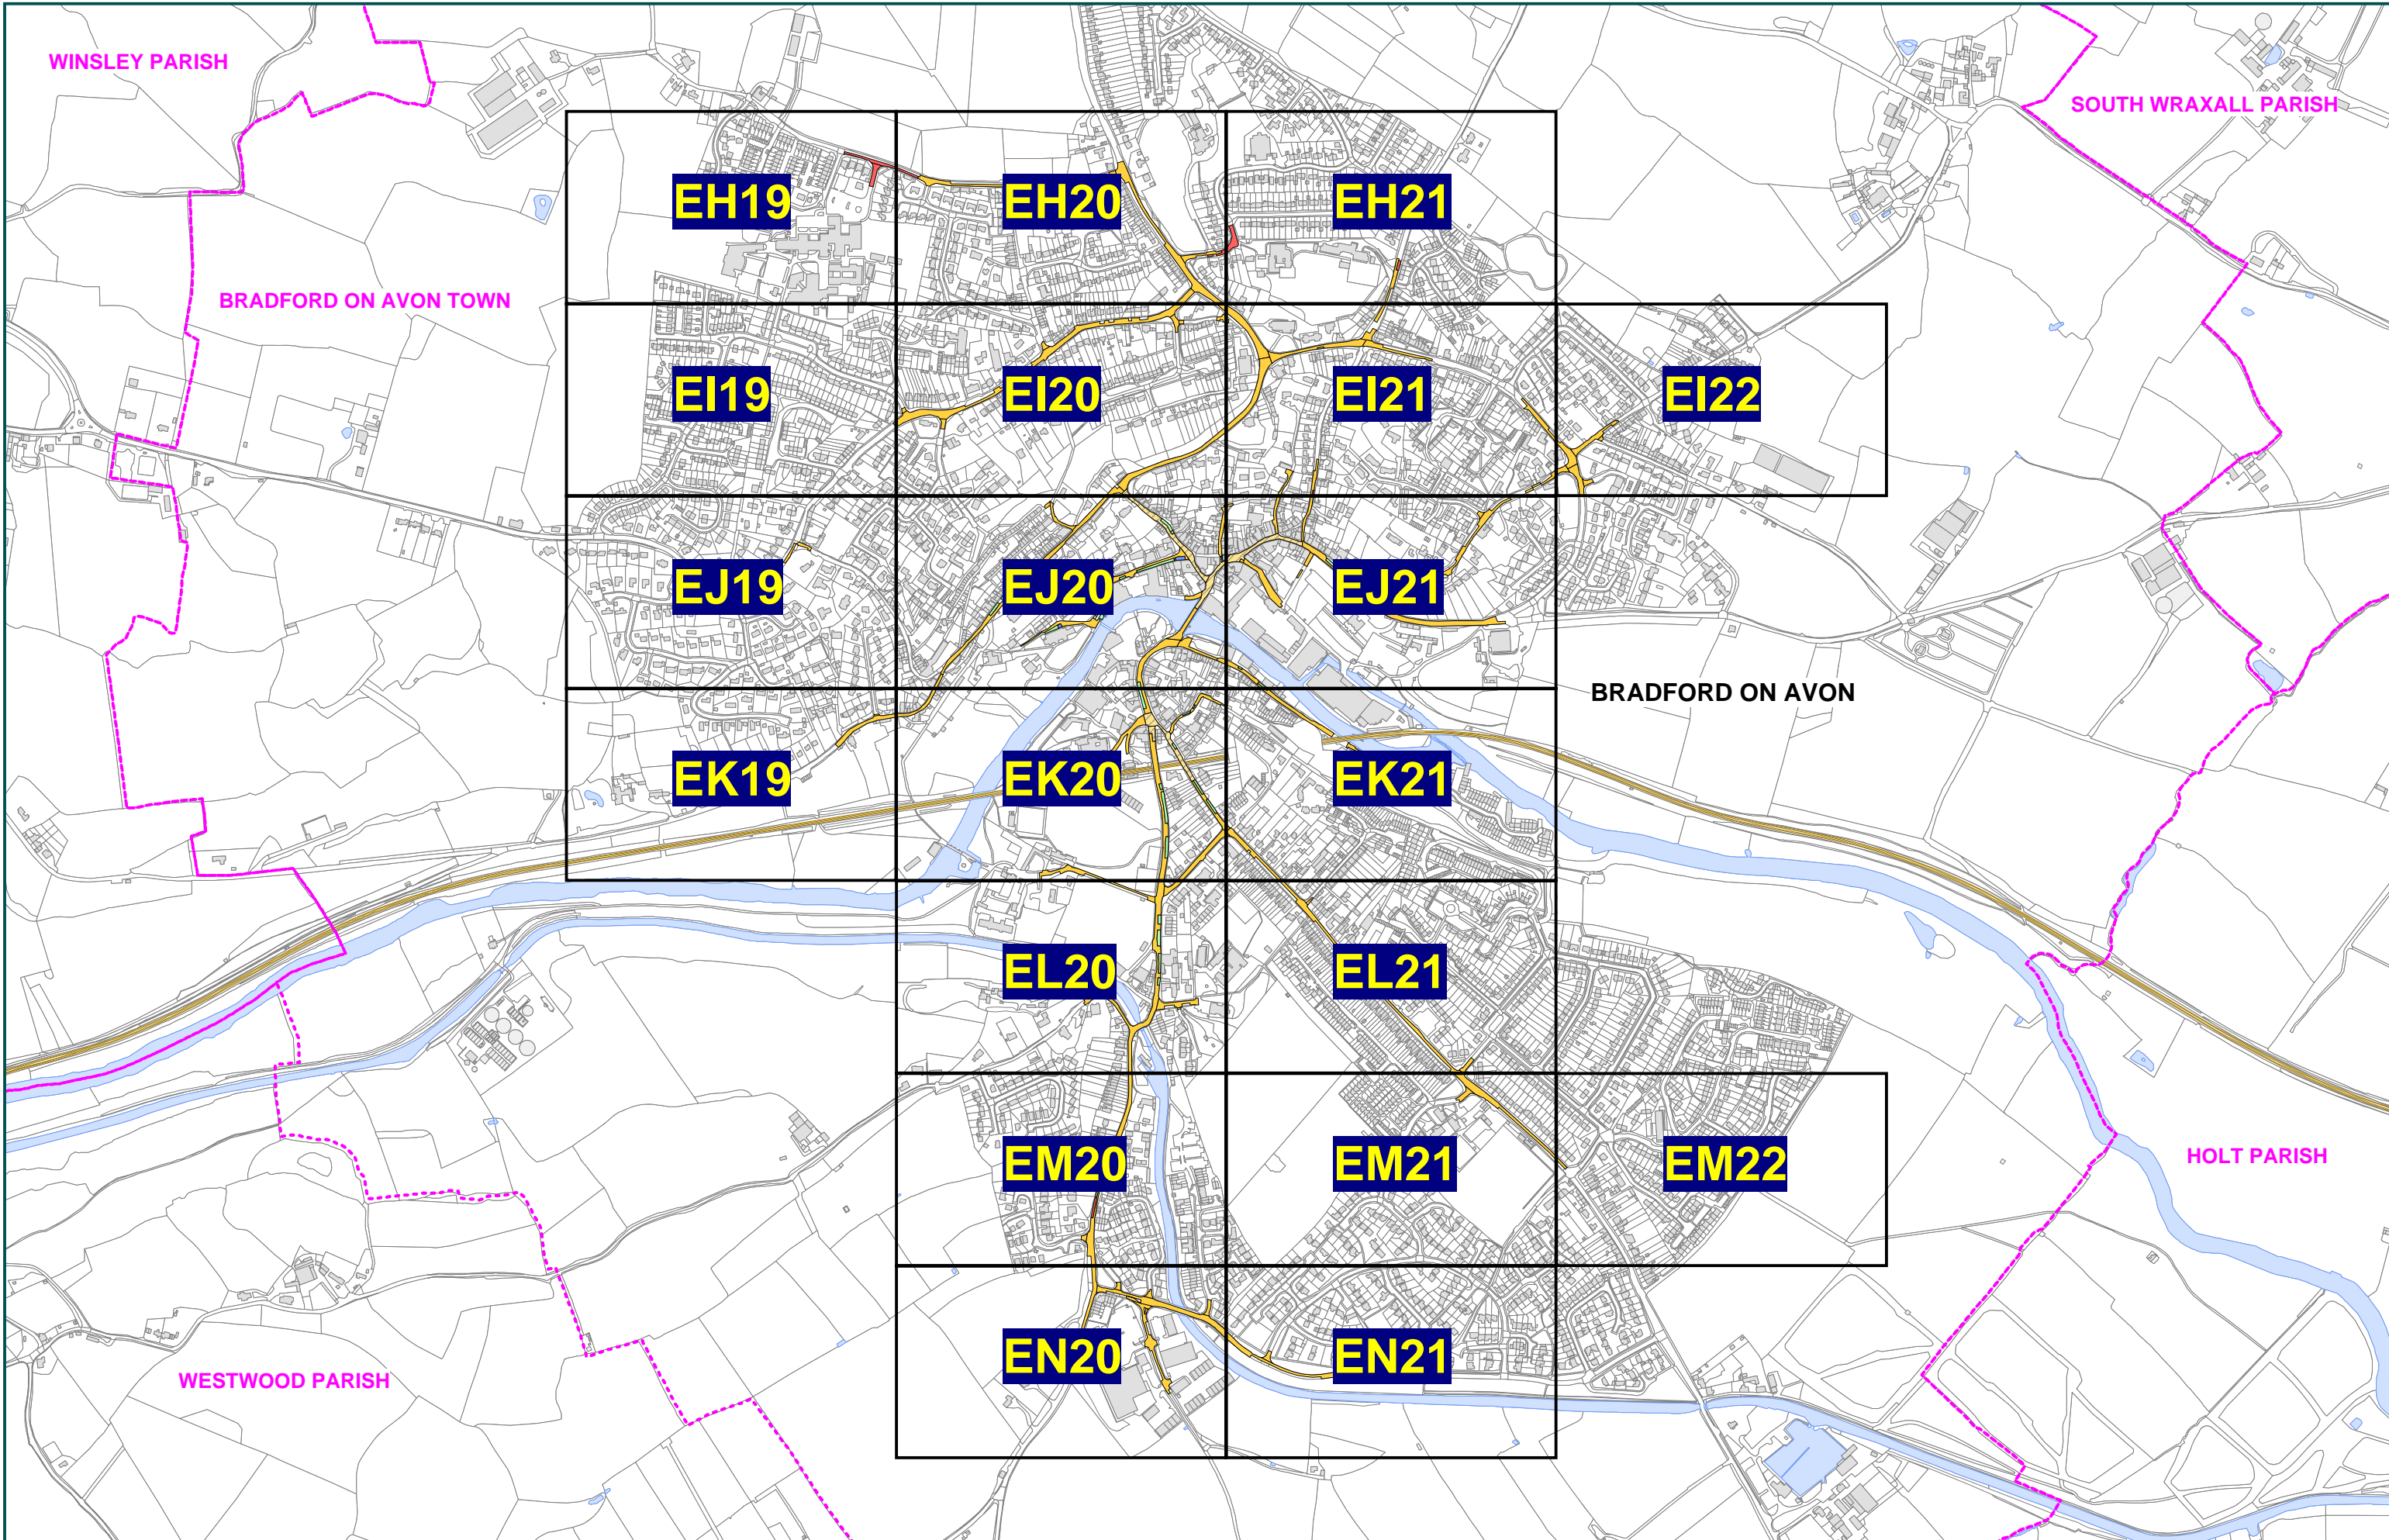 WINSLEY PARISH
SOUTH WRAXALL PARISH
EH19
EH20
EH21
BRADFORD ON AVON TOWN
EI19
EI20
EI21
EI22
EJ19
EJ20
EJ21
BRADFORD ON AVON
EK19
EK20
EK21
EL20
EL21
EM20
EM21
EM22
HOLT PARISH
EN20
EN21
WESTWOOD PARISH